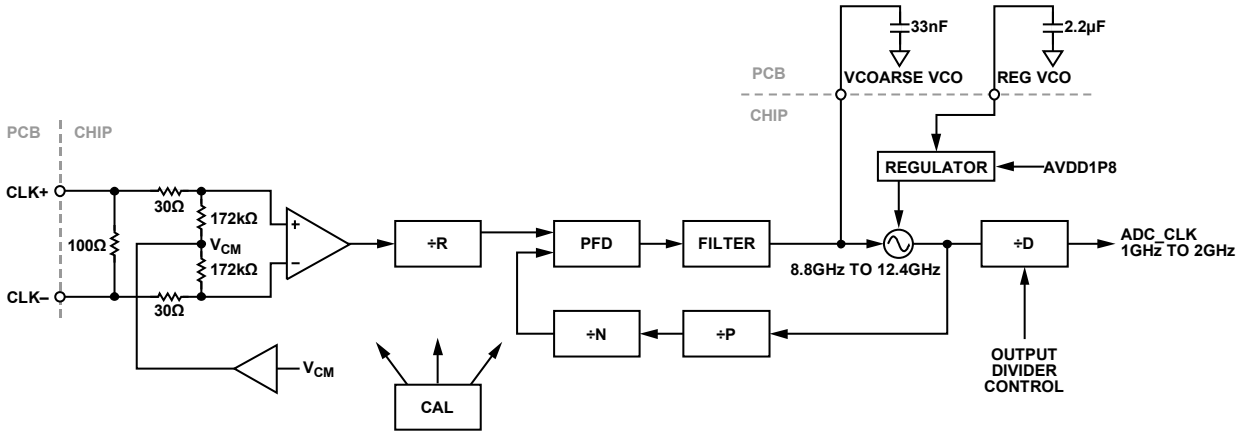 33nF
2.2µF
PCB
VCOARSE VCO
REG VCO
CHIP
PCB
CHIP
REGULATOR
AVDD1P8
CLK+
30Ω
172kΩ
+
100Ω
VCM
÷R
PFD
FILTER
÷D
ADC_CLK
1GHz TO 2GHz
172kΩ
–
8.8GHz TO 12.4GHz
CLK–
30Ω
÷N
÷P
VCM
OUTPUT
DIVIDER
CONTROL
CAL